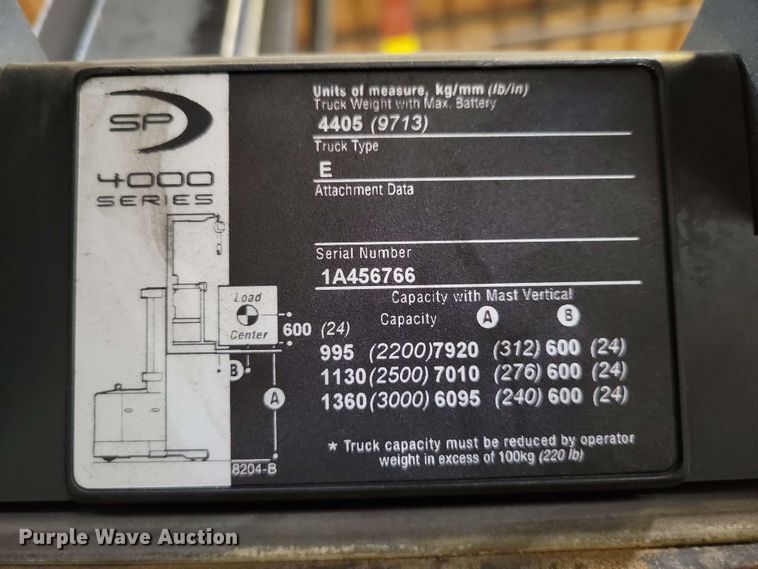 SP
4000
SERIES
Load
Center
600 (24)
B
A
8204-B
Units of measure, kg/mm (lb/in)
Truck Weight with Max. Battery
4405 (9713)
Truck Type
E
Attachment Data
Serial Number
1A456766
Capacity with Mast Vertical
Capacity A B
995 (2200) 7920 (312) 600 (24)
1130 (2500) 7010 (276) 600 (24)
1360 (3000) 6095 (240) 600 (24)
* Truck capacity must be reduced by operator
weight in excess of 100kg (220 lb)
Purple Wave Auction